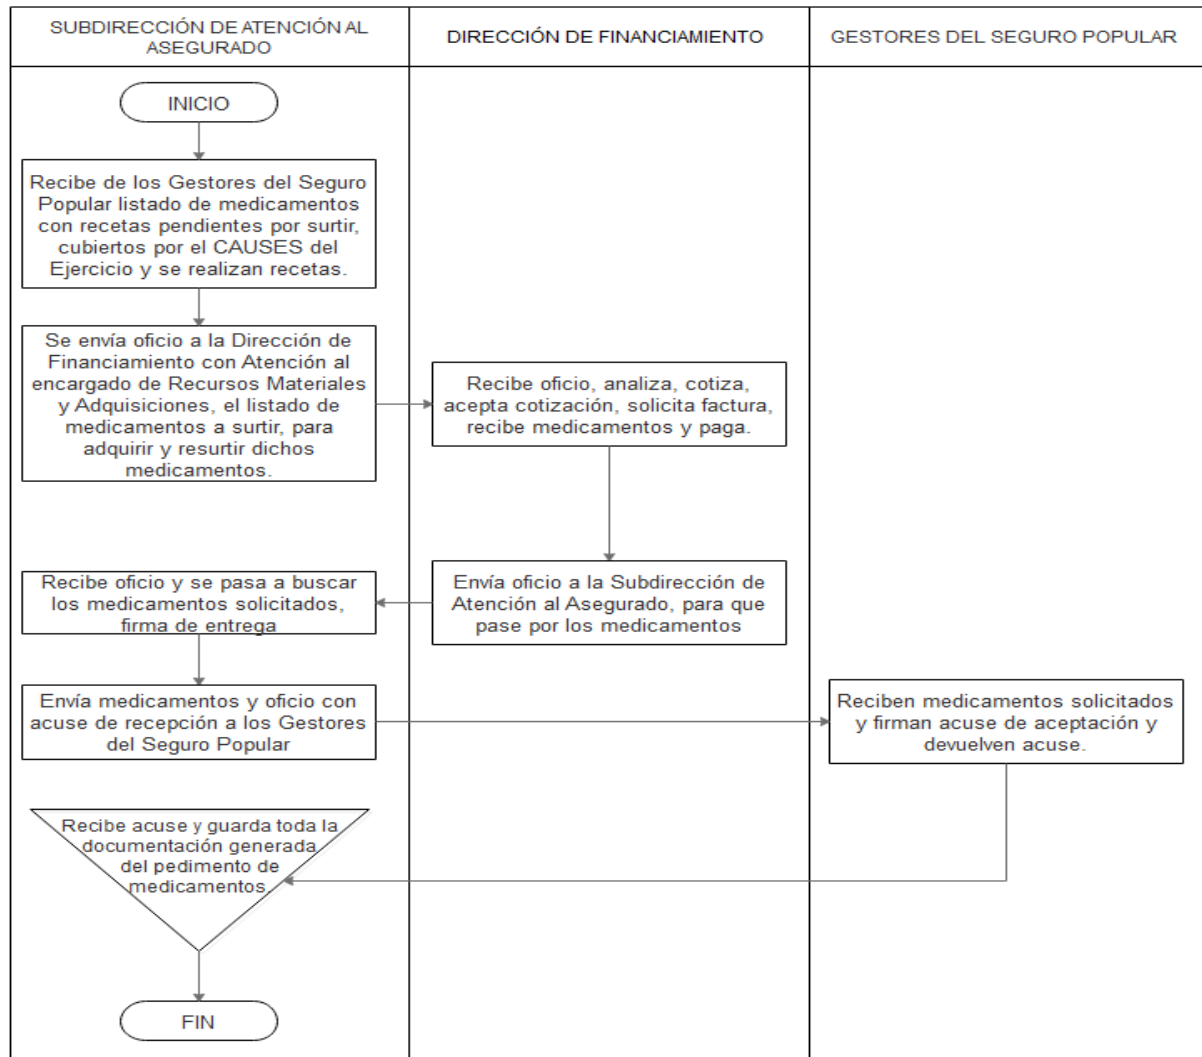 SUBDIRECCIÓN DE ATENCIÓN AL
ASEGURADO
DIRECCIÓN DE FINANCIAMIENTO
GESTORES DEL SEGURO POPULAR
INICIO
Recibe de los Gestores del Seguro
Popular listado de medicamentos
con recetas pendientes por surtir,
cubiertos por el CAUSES del
Ejercicio y se realizan recetas.
Se envía oficio a la Dirección de
Financiamiento con Atención al
encargado de Recursos Materiales
y Adquisiciones, el listado de
medicamentos a surtir, para
adquirir y resurtir dichos
medicamentos.
Recibe oficio, analiza, cotiza,
acepta cotización, solicita factura,
recibe medicamentos y paga.
Envía oficio a la Subdirección de
Atención al Asegurado, para que
pase por los medicamentos
Recibe oficio y se pasa a buscar
los medicamentos solicitados,
firma de entrega
Envía medicamentos y oficio con
acuse de recepción a los Gestores
del Seguro Popular
Reciben medicamentos solicitados
y firman acuse de aceptación y
devuelven acuse.
Recibe acuse y guarda toda la
documentación generada
del pedimento de
medicamentos.
FIN